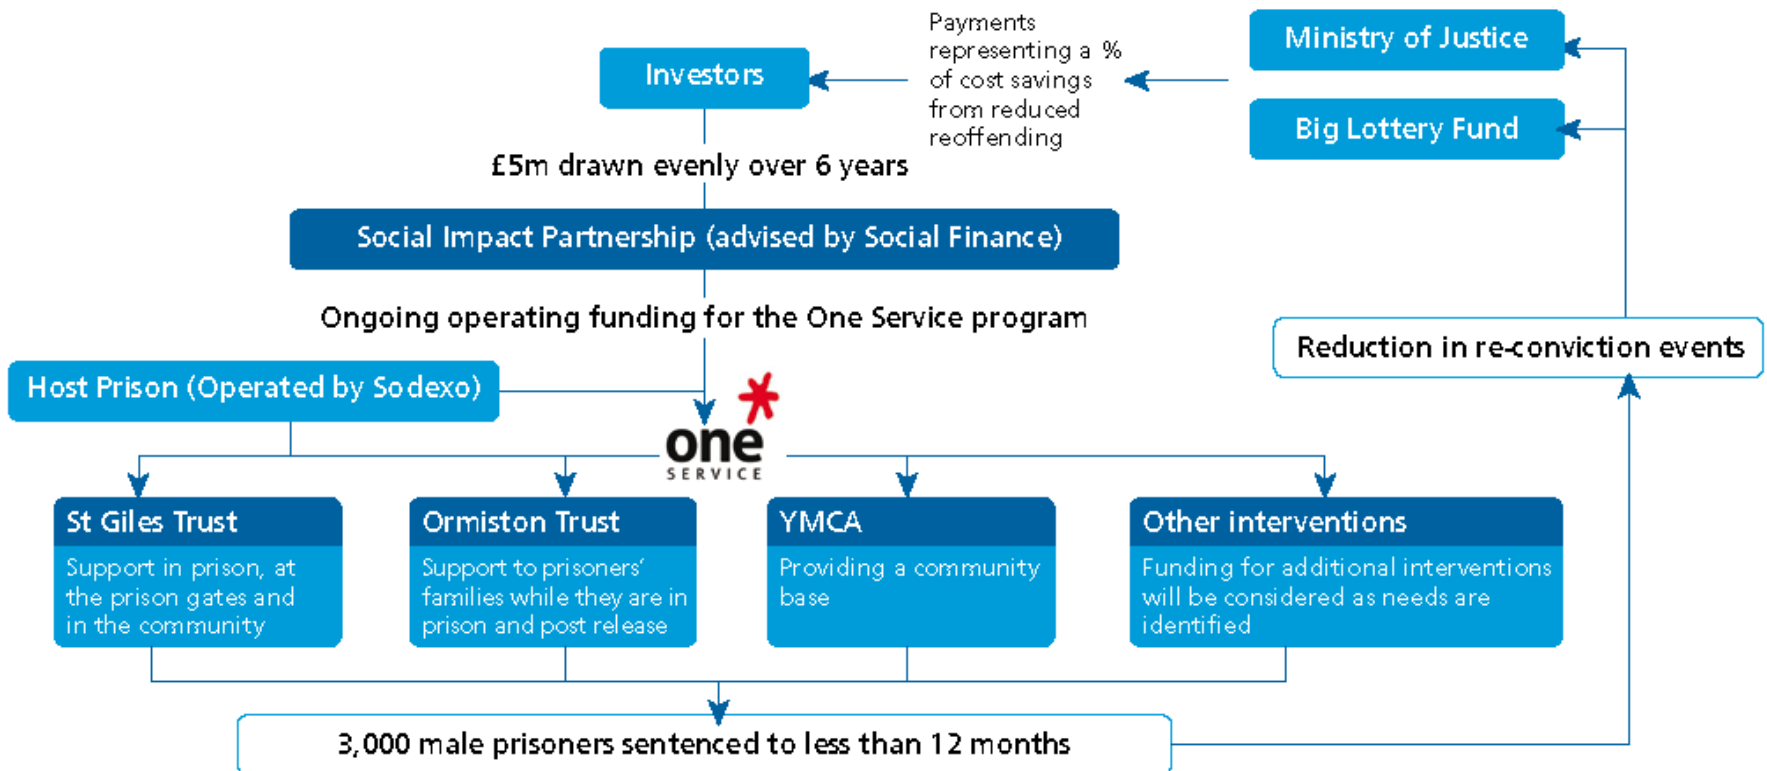 Payments
representing a %
of cost savings
from reduced
reoffending
Ministry of Justice
Investors
Big Lottery Fund
£5m drawn evenly over 6 years
Social Impact Partnership (advised by Social Finance)
Ongoing operating funding for the One Service program
Reduction in re-conviction events
Host Prison (Operated by Sodexo)
one
SERVICE
St Giles Trust
Support in prison, at
the prison gates and
in the community
Ormiston Trust
Support to prisoners'
families while they are in
prison and post release
YMCA
Providing a community
base
Other interventions
Funding for additional interventions
will be considered as needs are
identified
3,000 male prisoners sentenced to less than 12 months